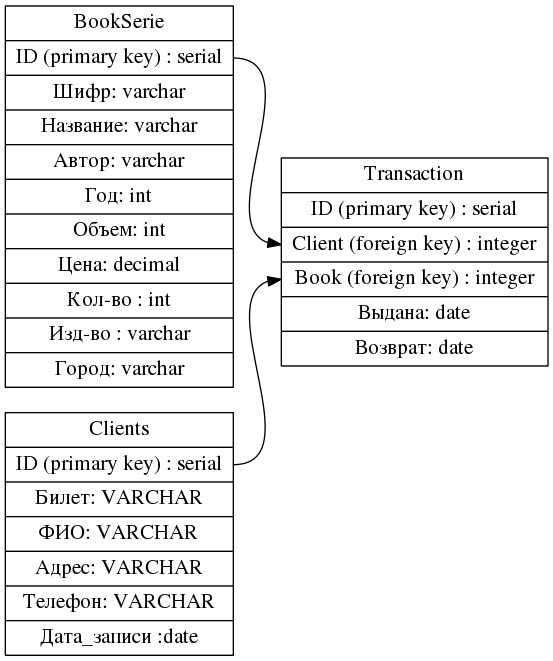 BookSerie
ID (primary key) : serial
Шифр: varchar
Название: varchar
Автор: varchar
Год: int
Объем: int
Цена: decimal
Кол-во : int
Изд-во : varchar
Город: varchar
Clients
ID (primary key) : serial
Билет: VARCHAR
ФИО: VARCHAR
Адрес: VARCHAR
Телефон: VARCHAR
Дата_записи :date
Transaction
ID (primary key) : serial
Client (foreign key) : integer
Book (foreign key) : integer
Выдана: date
Возврат: date